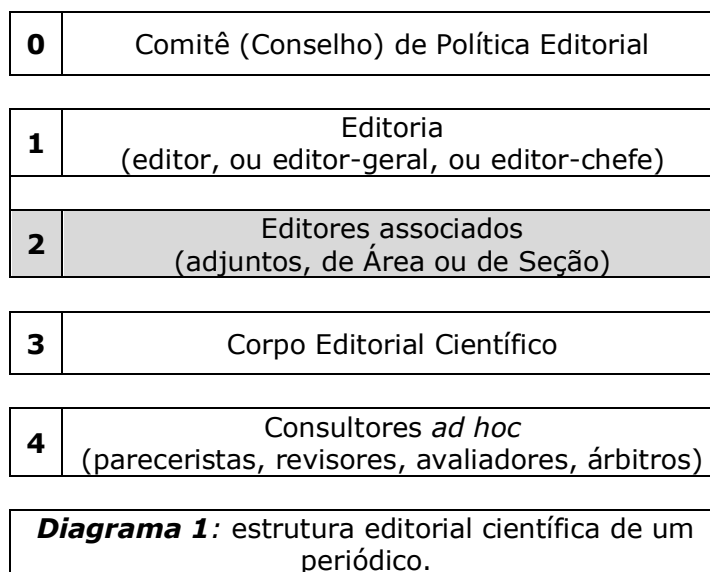 0 Comitê (Conselho) de Política Editorial
1 Editoria
(editor, ou editor-geral, ou editor-chefe)
2 Editores associados
(adjuntos, de Área ou de Seção)
3 Corpo Editorial Científico
4 Consultores ad hoc
(pareceristas, revisores, avaliadores, árbitros)
Diagrama 1: estrutura editorial científica de um
periódico.